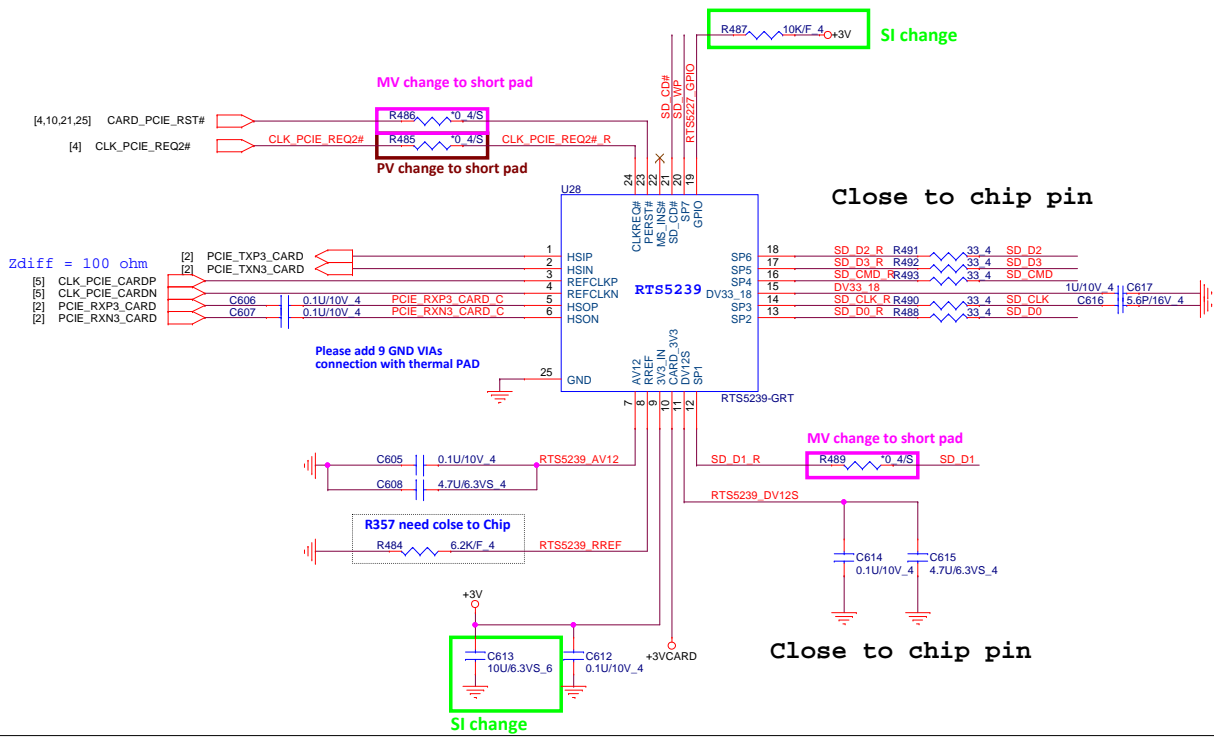 R487
10K/F_4
+3V
SI change
MV change to short pad
SD_CD#
SD_WP
RTS5227_GPIO
[4,10,21,25] CARD_PCIE_RST#
R486
*0_4/S
[4] CLK_PCIE_REQ2#
CLK_PCIE_REQ2#
R485
*0_4/S
CLK_PCIE_REQ2#_R
PV change to short pad
24
23
22
21
20
19
U28
CLKREQ#
PERST#
MS_INS#
SD_CD#
SP7
GPIO
Close to chip pin
Zdiff = 100 ohm
[2] PCIE_TXP3_CARD
1
HSIP
[2] PCIE_TXN3_CARD
2
HSIN
[5] CLK_PCIE_CARDP
3
REFCLKP
[5] CLK_PCIE_CARDN
4
REFCLKN
[2] PCIE_RXP3_CARD
C606
0.1U/10V_4
PCIE_RXP3_CARD_C
5
HSOP
[2] PCIE_RXN3_CARD
C607
0.1U/10V_4
PCIE_RXN3_CARD_C
6
HSON
RTS5239
SP6
18
SD_D2_R
R491
33_4
SD_D2
SP5
17
SD_D3_R
R492
33_4
SD_D3
SP4
16
SD_CMD_R
R493
33_4
SD_CMD
DV33_18
15
DV33_18
1U/10V_4
C617
SP3
14
SD_CLK_R
R490
33_4
SD_CLK
C616
5.6P/16V_4
SP2
13
SD_D0_R
R488
33_4
SD_D0
Please add 9 GND VIAs
connection with thermal PAD
25
GND
AV12
RREF
3V3_IN
CARD_3V3
DV12S
SP1
RTS5239-GRT
7
8
9
10
11
12
MV change to short pad
C605
0.1U/10V_4
RTS5239_AV12
SD_D1_R
R489
*0_4/S
SD_D1
C608
4.7U/6.3VS_4
RTS5239_DV12S
R357 need colse to Chip
R484
6.2K/F_4
RTS5239_RREF
C614
0.1U/10V_4
C615
4.7U/6.3VS_4
+3V
C613
10U/6.3VS_6
C612
0.1U/10V_4
+3VCARD
Close to chip pin
SI change